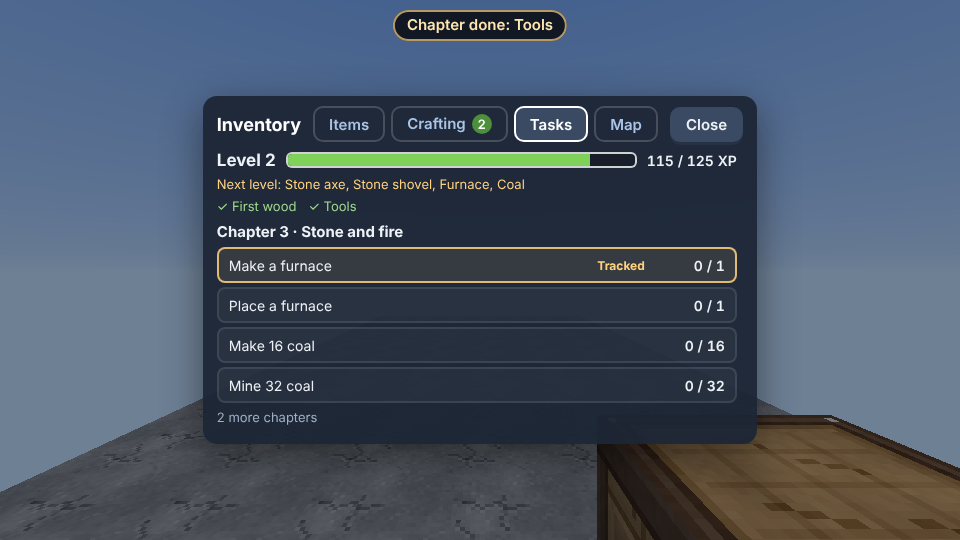 Chapter done: Tools
Inventory Items Crafting 2 Tasks Map Close
Level 2 115 / 125 XP
Next level: Stone axe, Stone shovel, Furnace, Coal
✓ First wood ✓ Tools
Chapter 3 · Stone and fire
Make a furnace Tracked 0 / 1
Place a furnace 0 / 1
Make 16 coal 0 / 16
Mine 32 coal 0 / 32
2 more chapters